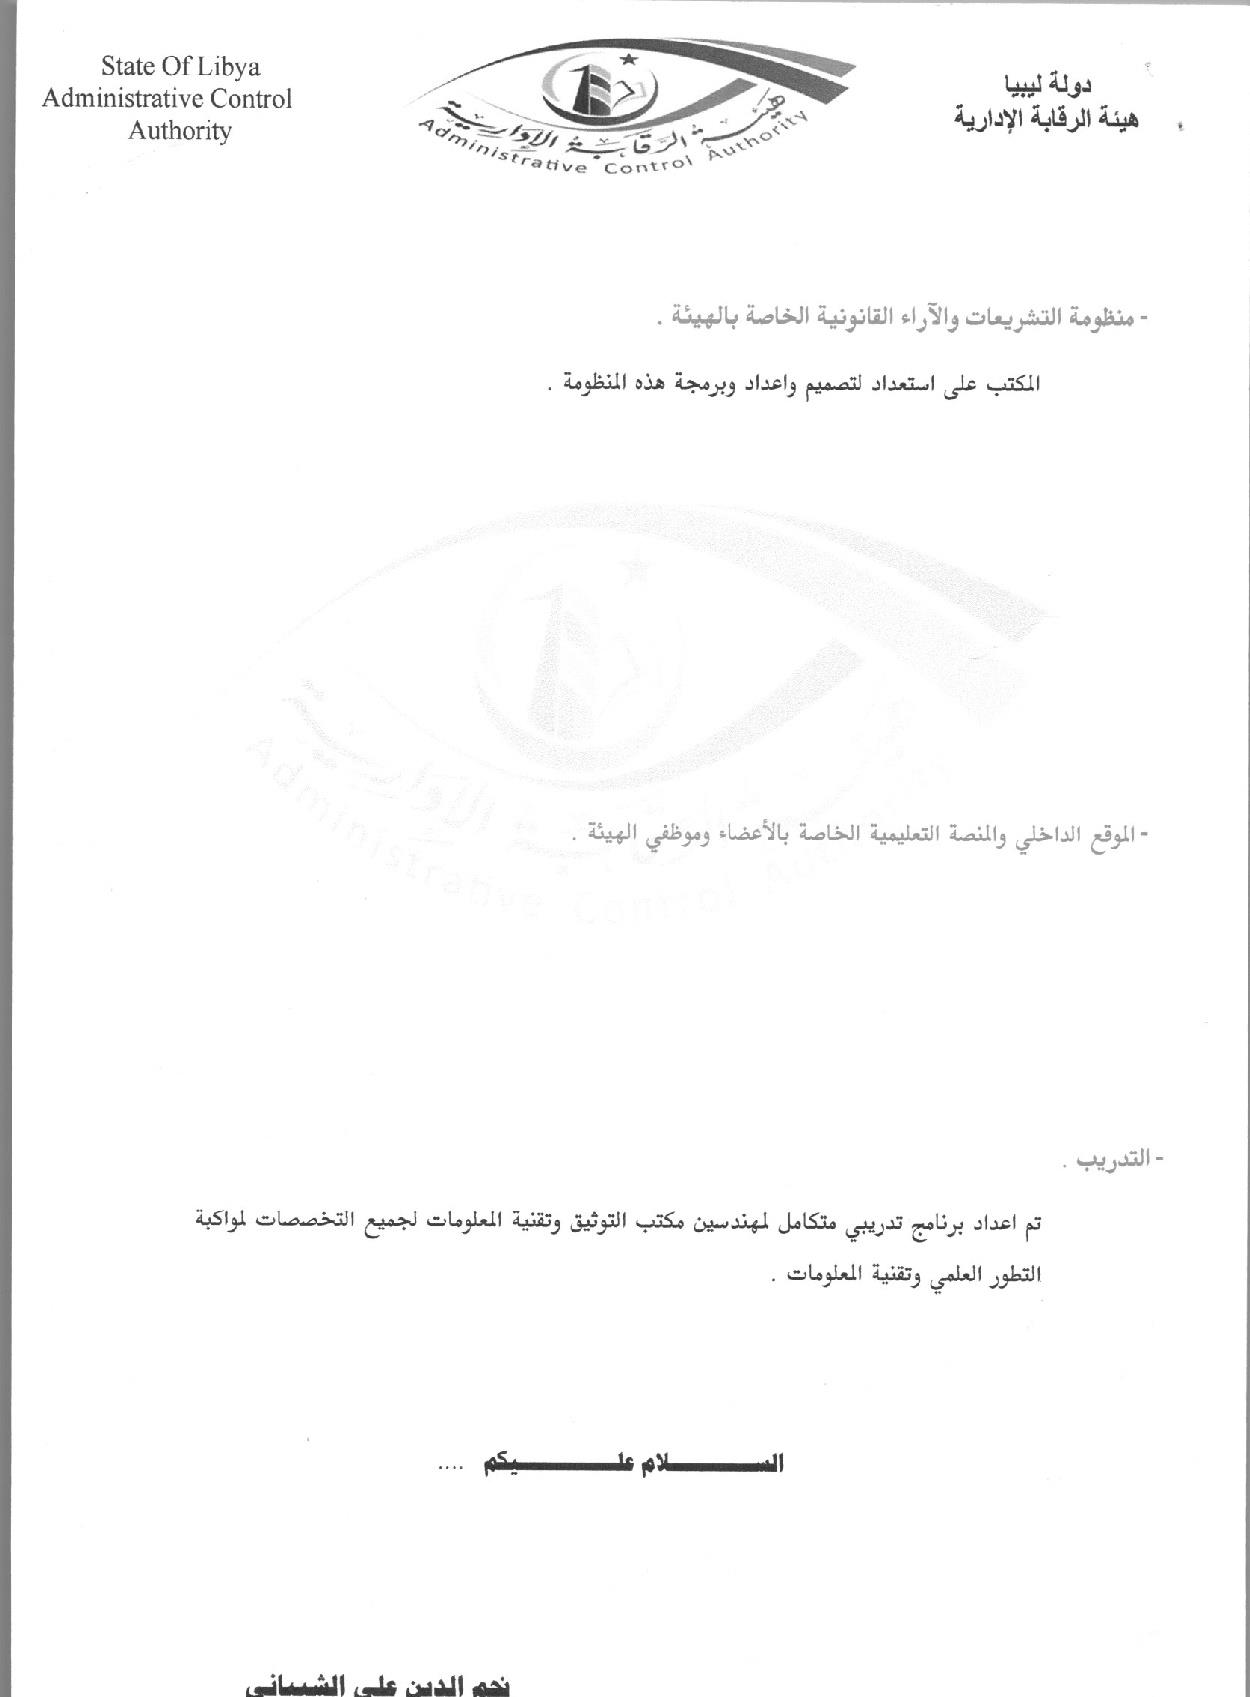 State Of Libya
Administrative Control
Authority
هيئة الرقابة الإدارية
Administrative Control Authority
دولة ليبيا
هيئة الرقابة الإدارية
- منظومة التشريعات والآراء القانونية الخاصة بالهيئة .
المكتب على استعداد لتصميم واعداد وبرمجة هذه المنظومة .
- الموقع الداخلي والمنصة التعليمية الخاصة بالأعضاء وموظفي الهيئة .
- التدريب .
تم اعداد برنامج تدريبي متكامل لمهندسين مكتب التوثيق وتقنية المعلومات لجميع التخصصات لمواكبة
التطور العلمي وتقنية المعلومات .
الســـــــــلام علـــــــــــيكم ....
نجم الدين علي الشيباني